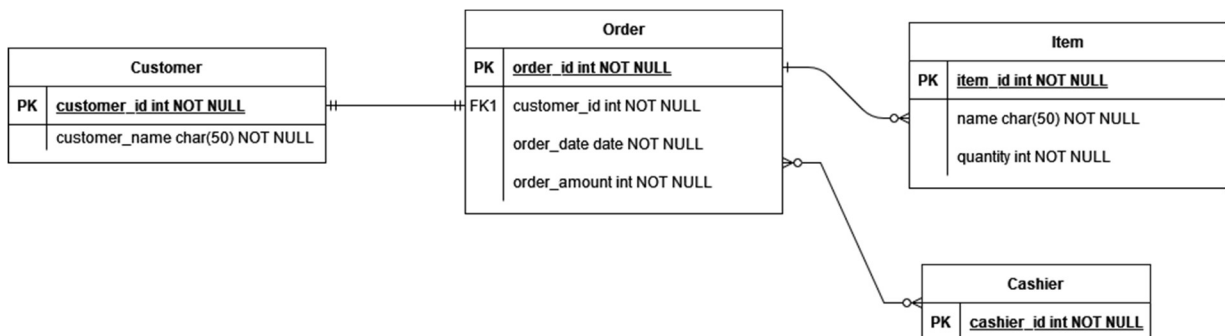 Customer
PK customer_id int NOT NULL
customer_name char(50) NOT NULL
Order
PK order_id int NOT NULL
FK1 customer_id int NOT NULL
order_date date NOT NULL
order_amount int NOT NULL
Item
PK item_id int NOT NULL
name char(50) NOT NULL
quantity int NOT NULL
Cashier
PK cashier_id int NOT NULL